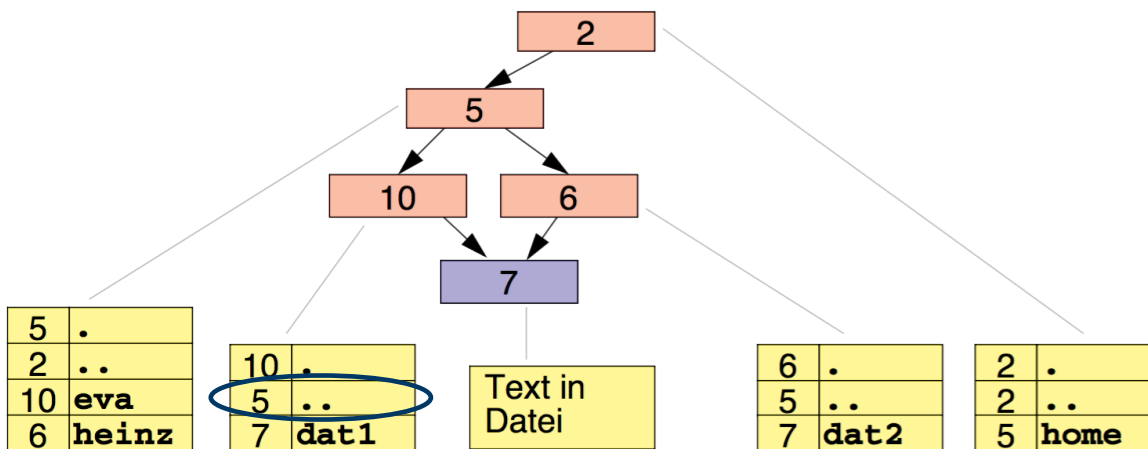 2
5
10 6
7
5 .
2 ..
10 eva
6 heinz
10 .
5 ..
7 dat1
Text in
Datei
6 .
5 ..
7 dat2
2 .
2 ..
5 home